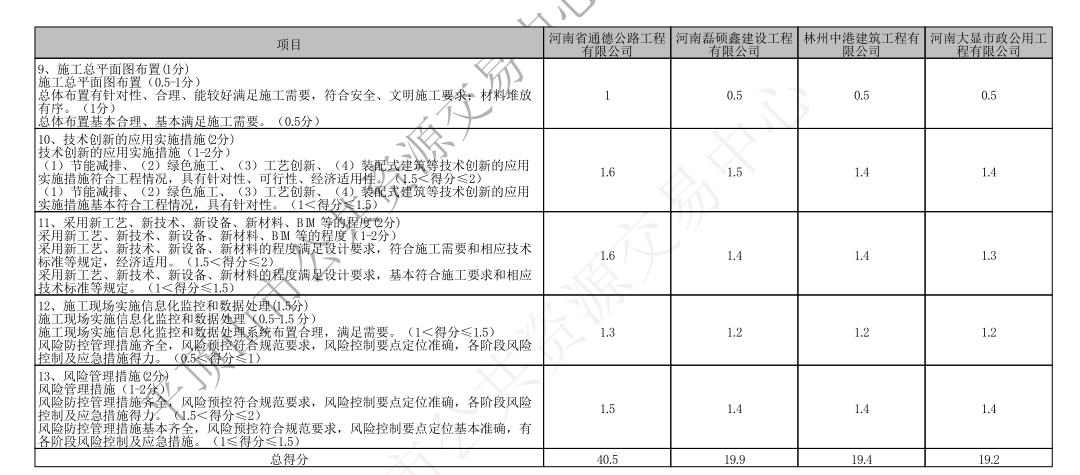 项目
河南省通德公路工程
有限公司
河南磊硕鑫建设工程
有限公司
林州中港建筑工程有
限公司
河南大显市政公用工
程有限公司
9、施工总平面图布置(1分)
施工总平面图布置（0.5-1分）
总体布置有针对性、合理、能较好满足施工需要，符合安全、文明施工要求；材料堆放
有序。（1分）
总体布置基本合理、基本满足施工需要。（0.5分）
1
0.5
0.5
0.5
10、技术创新的应用实施措施(2分)
技术创新的应用实施措施（1-2分）
（1）节能减排、（2）绿色施工、（3）工艺创新、（4）装配式建筑等技术创新的应用
实施措施符合工程情况，具有针对性、可行性、经济适用性。（1.5＜得分≤2）
（1）节能减排、（2）绿色施工、（3）工艺创新、（4）装配式建筑等技术创新的应用
实施措施基本符合工程情况，具有针对性。（1＜得分≤1.5）
1.6
1.5
1.4
1.4
11、采用新工艺、新技术、新设备、新材料、BIM 等的程度(2分)
采用新工艺、新技术、新设备、新材料、BIM 等的程度（1-2分）
采用新工艺、新技术、新设备、新材料的程度满足设计要求，符合施工需要和相应技术
标准等规定，经济适用。（1.5＜得分≤2）
采用新工艺、新技术、新设备、新材料的程度满足设计要求，基本符合施工要求和相应
技术标准等规定。（1＜得分≤1.5）
1.6
1.4
1.4
1.3
12、施工现场实施信息化监控和数据处理(1.5分)
施工现场实施信息化监控和数据处理（0.5-1.5 分）
施工现场实施信息化监控和数据处理系统布置合理，满足需要。（1＜得分≤1.5）
风险防控管理措施齐全，风险预控符合规范要求，风险控制要点定位准确，各阶段风险
控制及应急措施得力。（0.5≤得分≤1）
1.3
1.2
1.2
1.2
13、风险管理措施(2分)
风险管理措施（1-2分）
风险防控管理措施齐全，风险预控符合规范要求，风险控制要点定位准确，各阶段风险
控制及应急措施得力。（1.5＜得分≤2）
风险防控管理措施基本齐全，风险预控符合规范要求，风险控制要点定位基本准确，有
各阶段风险控制及应急措施。（1≤得分≤1.5）
1.5
1.4
1.4
1.4
总得分
40.5
19.9
19.4
19.2
平顶山市公共资源交易中心
市公共资源交易中心